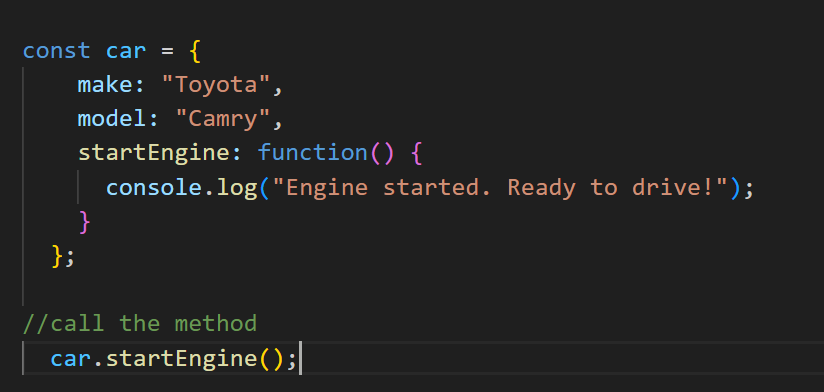 const car = {
    make: "Toyota",
    model: "Camry",
    startEngine: function() {
      console.log("Engine started. Ready to drive!");
    }
  };

//call the method
  car.startEngine();